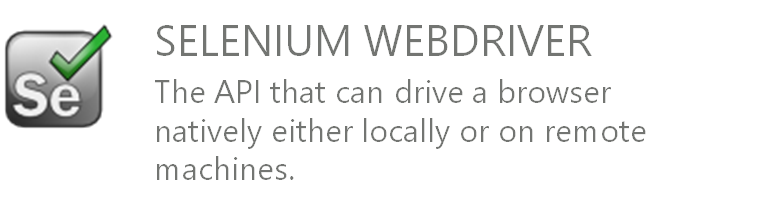 Se
SELENIUM WEBDRIVER
The API that can drive a browser
natively either locally or on remote
machines.